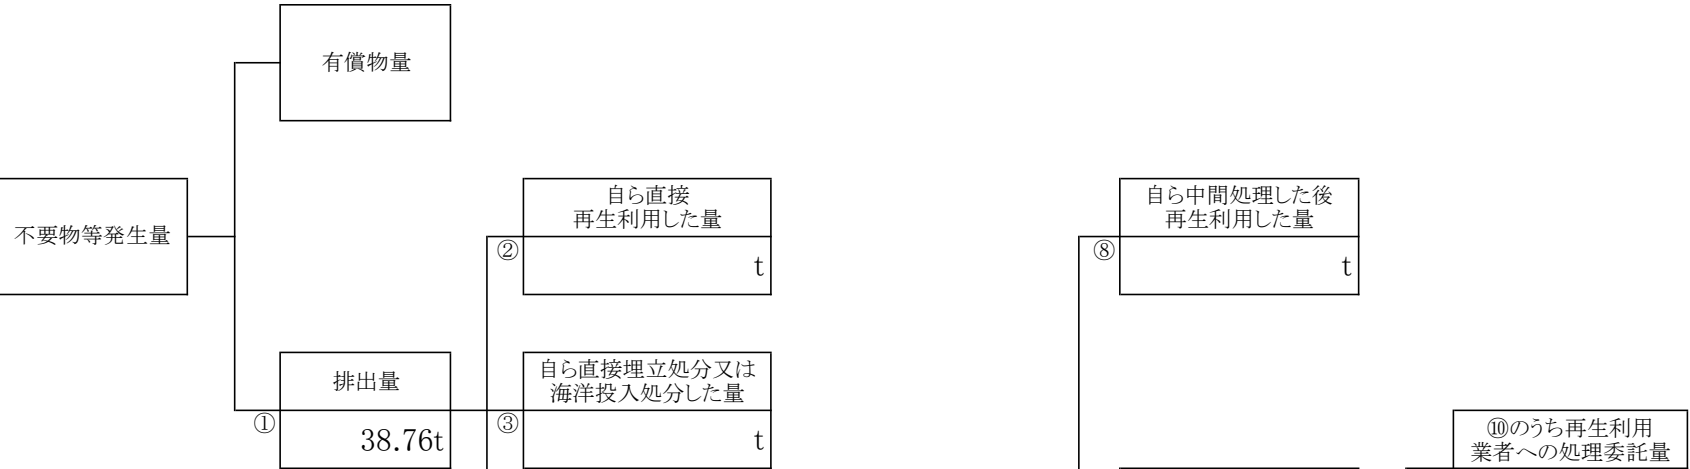 有償物量
不要物等発生量
自ら直接
再生利用した量
②
t
自ら中間処理した後
再生利用した量
⑧
t
排出量
①
38.76t
自ら直接埋立処分又は
海洋投入処分した量
③
t
⑩のうち再生利用
業者への処理委託量